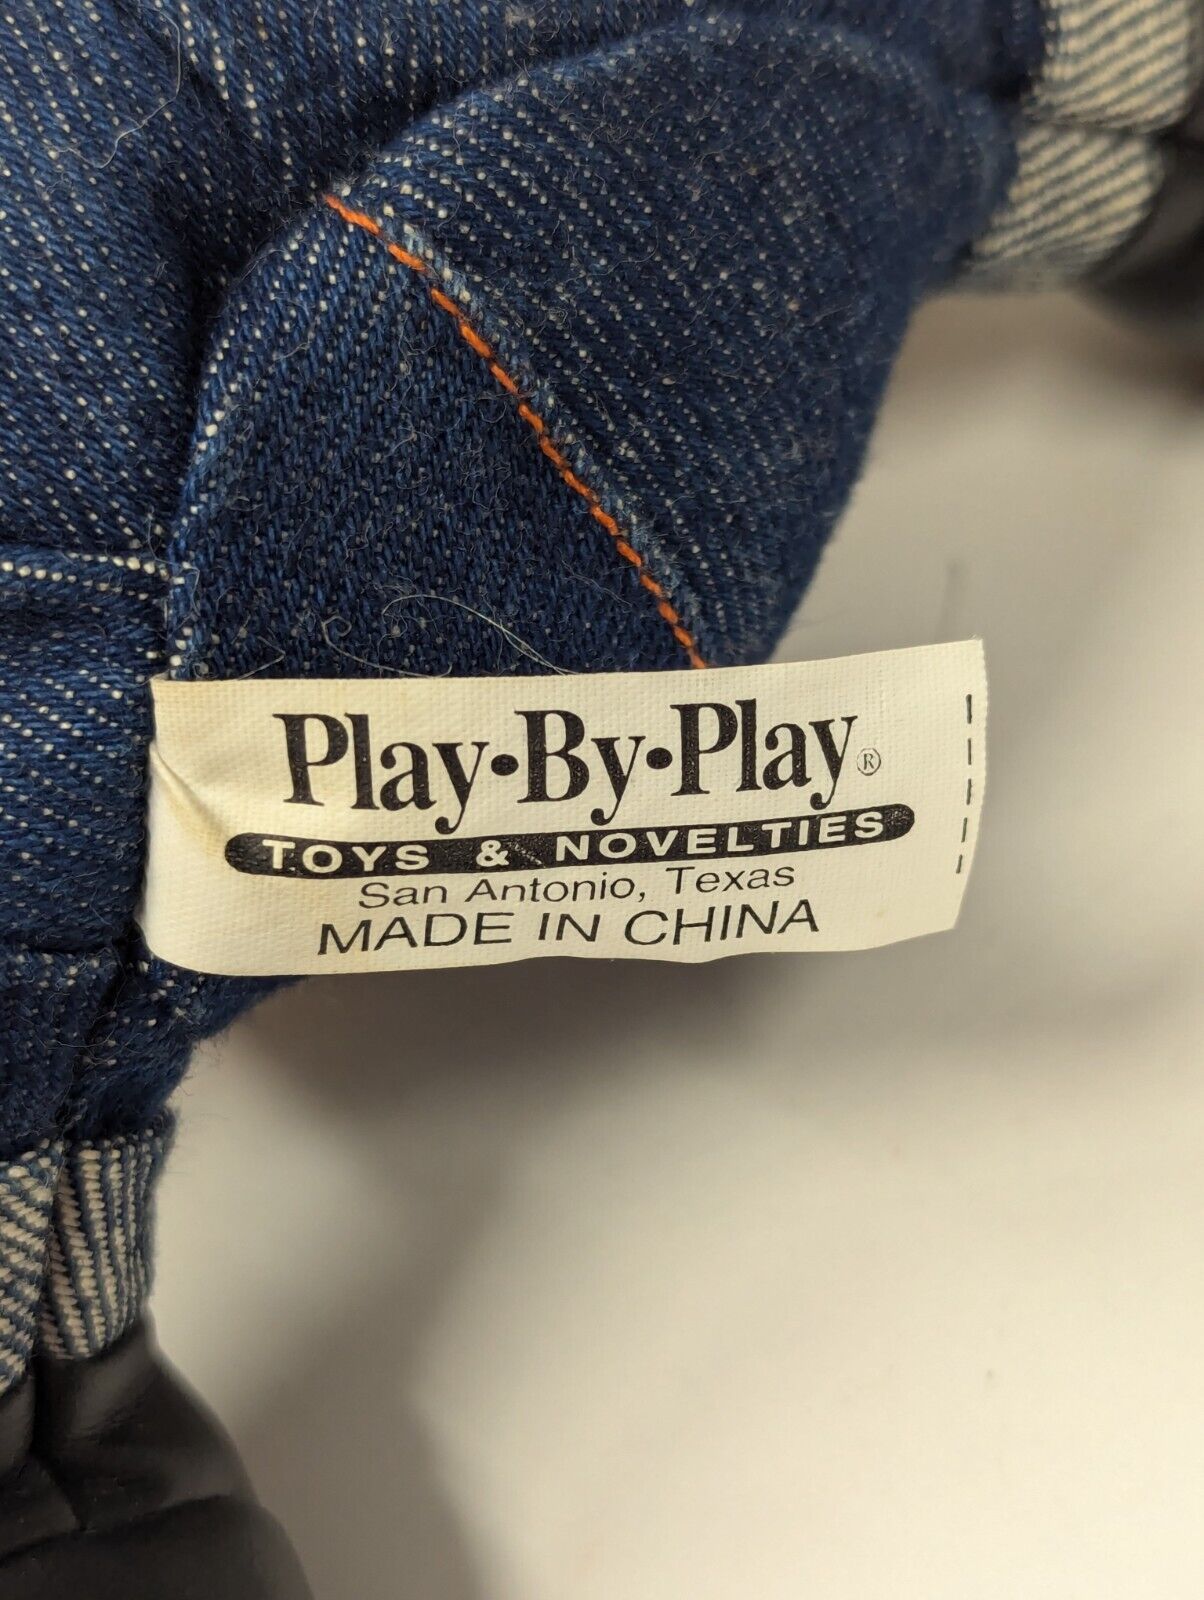 Play•By•Play®
TOYS & NOVELTIES
San Antonio, Texas
MADE IN CHINA